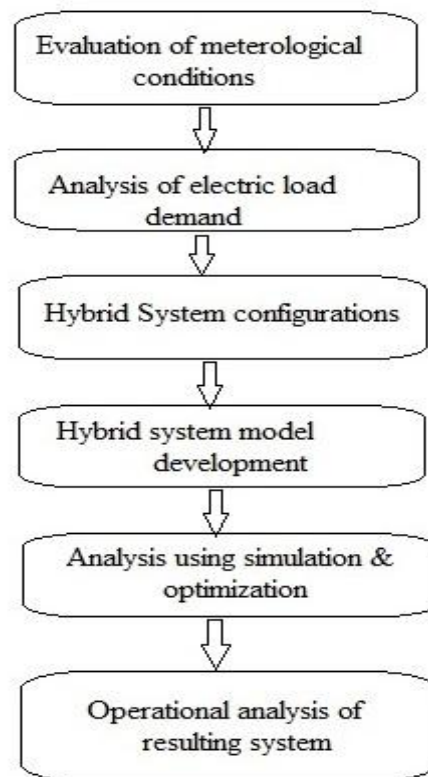 Evaluation of meterological
conditions
Analysis of electric load
demand
Hybrid System configurations
Hybrid system model
development
Analysis using simulation &
optimization
Operational analysis of
resulting system